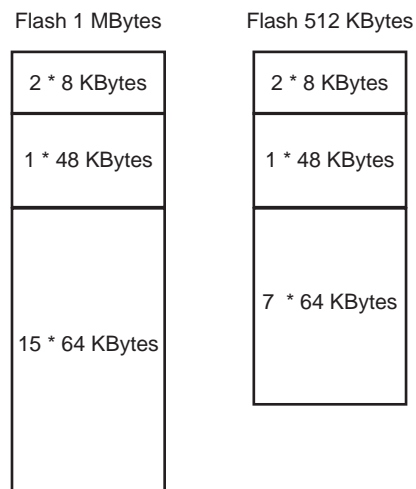 Flash 1 MBytes
2 * 8 KBytes
1 * 48 KBytes
15 * 64 KBytes
Flash 512 KBytes
2 * 8 KBytes
1 * 48 KBytes
7 * 64 KBytes